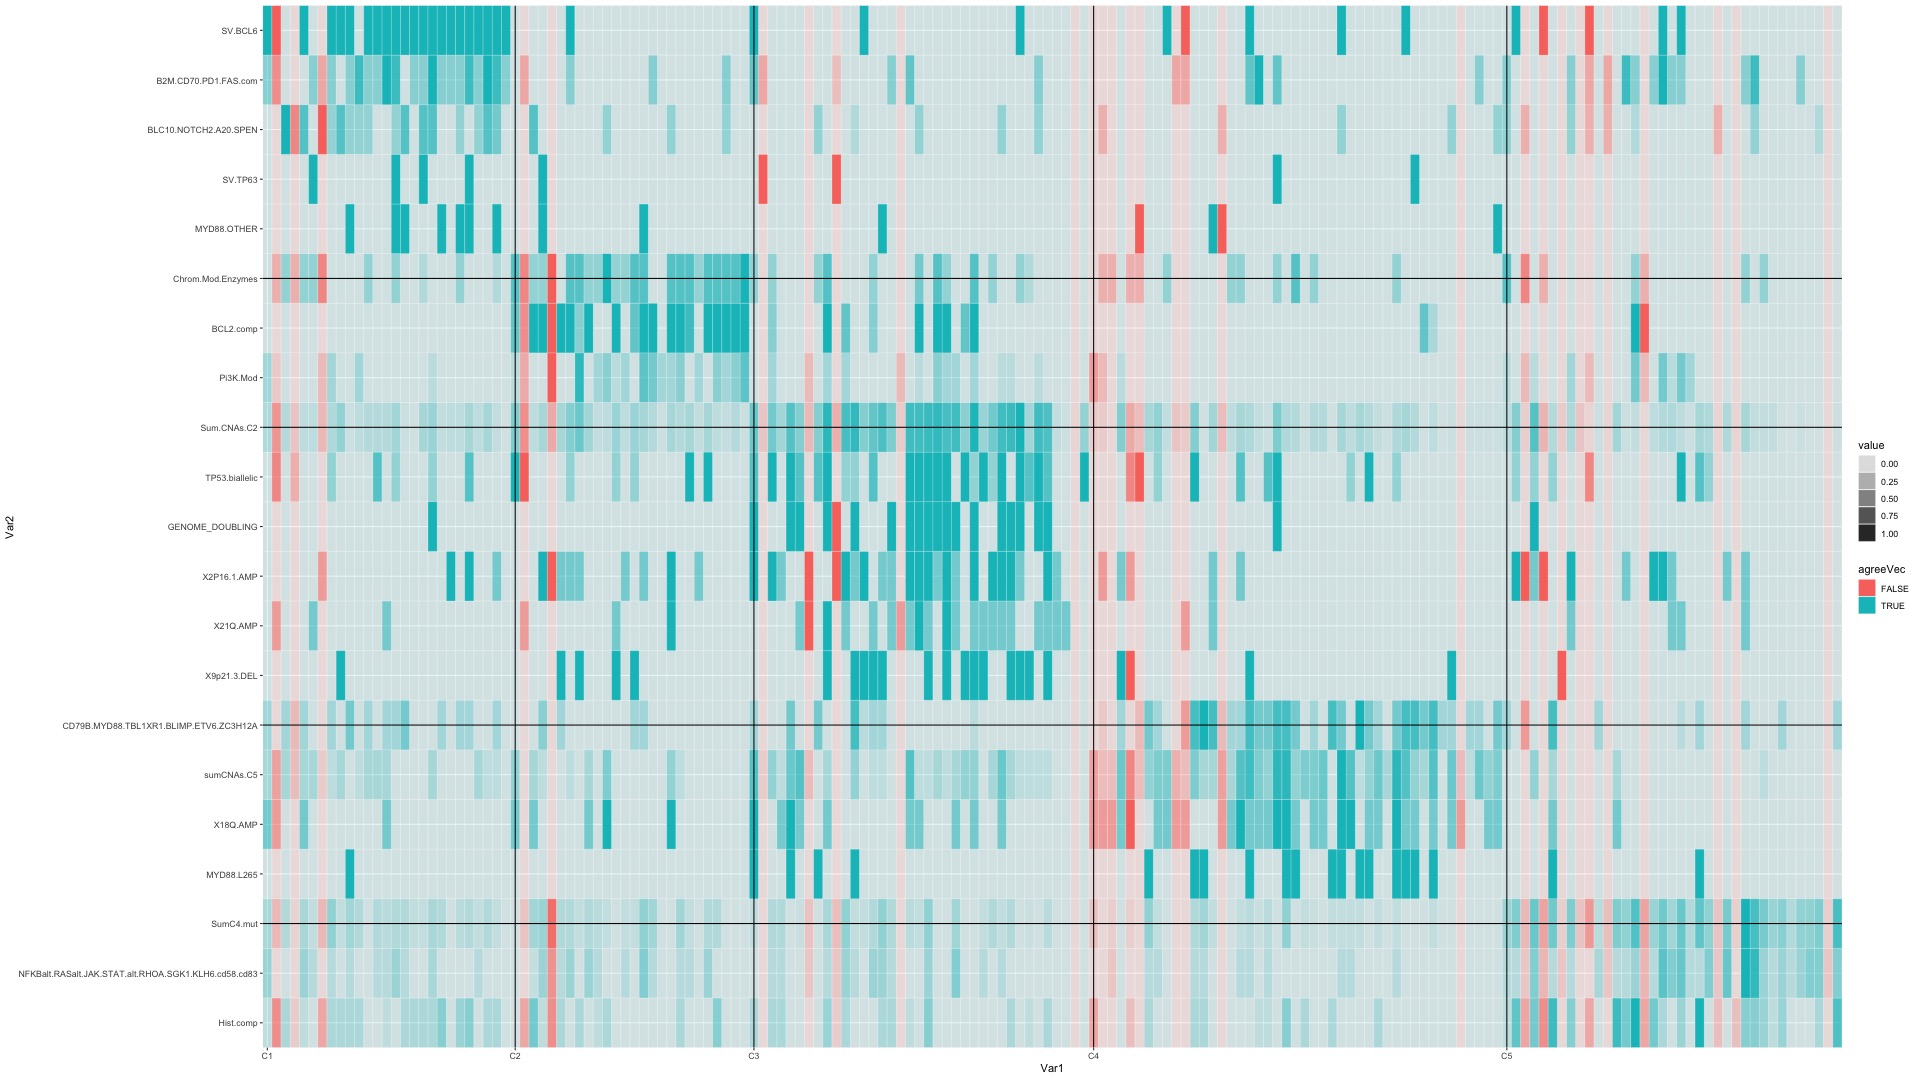 SV.BCL6
B2M.CD70.PD1.FAS.com
BLC10.NOTCH2.A20.SPEN
SV.TP63
MYD88.OTHER
Chrom.Mod.Enzymes
BCL2.comp
Pi3K.Mod
Sum.CNAs.C2
TP53.biallelic
GENOME_DOUBLING
X2P16.1.AMP
X21Q.AMP
X9p21.3.DEL
CD79B.MYD88.TBL1XR1.BLIMP.ETV6.ZC3H12A
sumCNAs.C5
X18Q.AMP
MYD88.L265
SumC4.mut
NFKBalt.RASalt.JAK.STAT.alt.RHOA.SGK1.KLH6.cd58.cd83
Hist.comp
Var2
C1 C2 C3 C4 C5
Var1
value
0.00
0.25
0.50
0.75
1.00
agreeVec
FALSE
TRUE